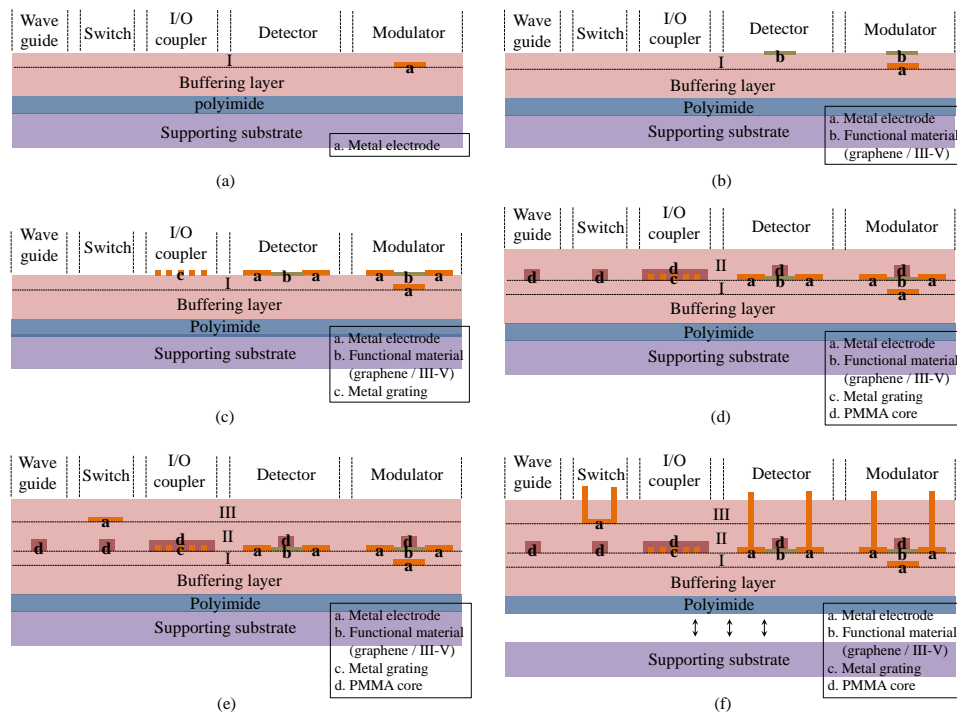 Wave guide
Switch
I/O coupler
Detector
Modulator
I
a
Buffering layer
polyimide
Supporting substrate
a. Metal electrode
(a)
Wave guide
Switch
I/O coupler
Detector
Modulator
b
b
I
a
Buffering layer
Polyimide
Supporting substrate
a. Metal electrode
b. Functional material
(graphene / III-V)
(b)
Wave guide
Switch
I/O coupler
Detector
Modulator
c
a b a
a b a
I
a
Buffering layer
Polyimide
Supporting substrate
a. Metal electrode
b. Functional material
(graphene / III-V)
c. Metal grating
(c)
Wave guide
Switch
I/O coupler
Detector
Modulator
II
d
d
d
c
d
a b a
d
a b a
I
a
Buffering layer
Polyimide
Supporting substrate
a. Metal electrode
b. Functional material
(graphene / III-V)
c. Metal grating
d. PMMA core
(d)
Wave guide
Switch
I/O coupler
Detector
Modulator
III
a
II
d
d
d
c
d
a b a
d
a b a
I
a
Buffering layer
Polyimide
Supporting substrate
a. Metal electrode
b. Functional material
(graphene / III-V)
c. Metal grating
d. PMMA core
(e)
Wave guide
Switch
I/O coupler
Detector
Modulator
III
a
II
d
d
d
c
d
a b a
d
a b a
I
a
Buffering layer
Polyimide
Supporting substrate
a. Metal electrode
b. Functional material
(graphene / III-V)
c. Metal grating
d. PMMA core
(f)